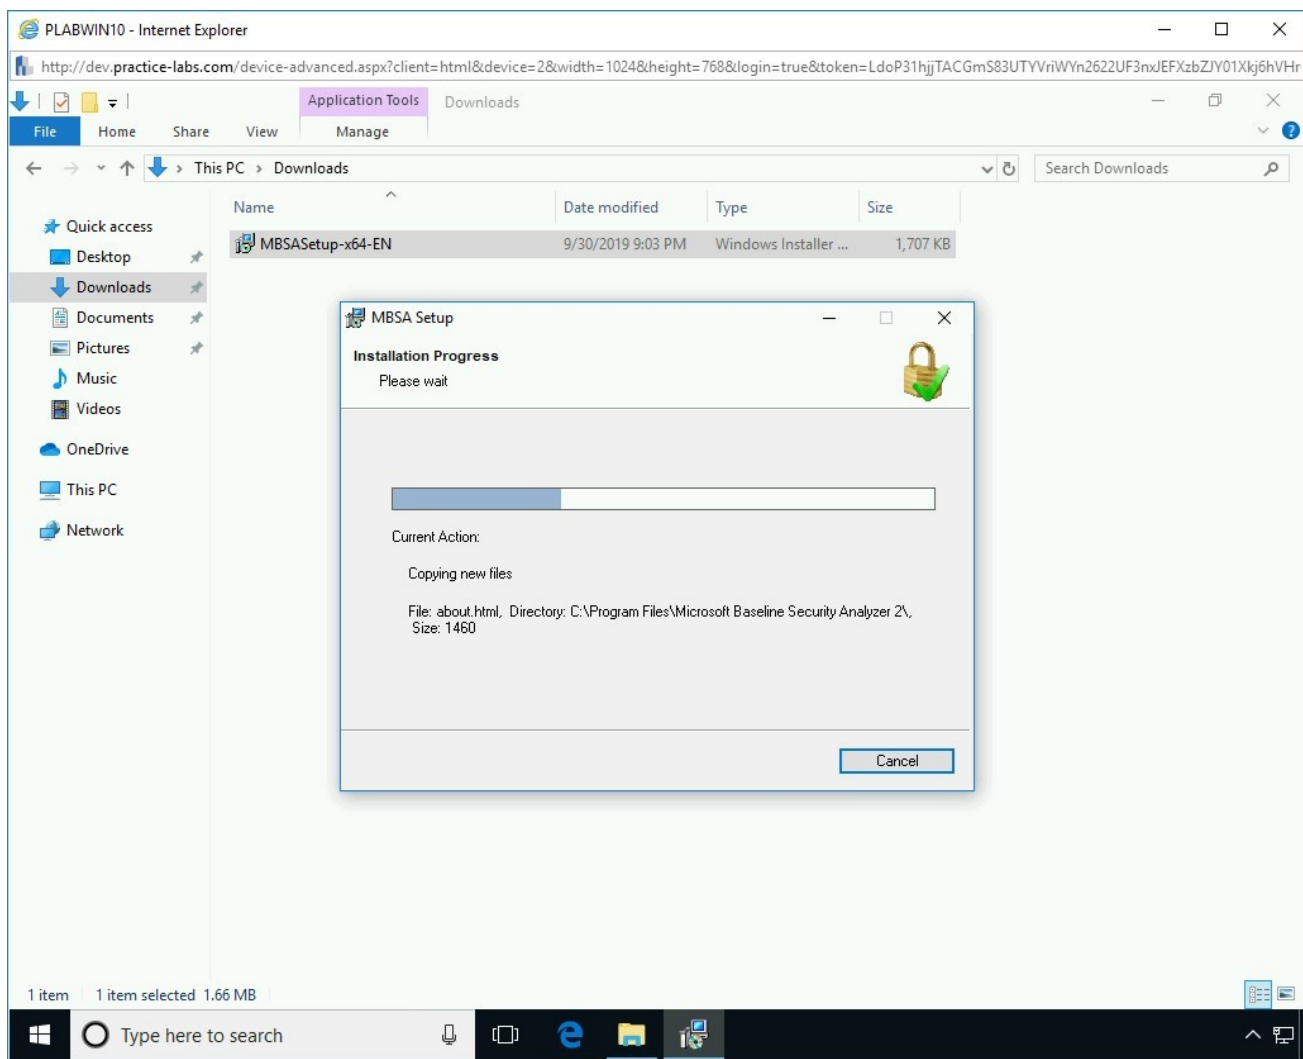 PLABWIN10 - Internet Explorer
http://dev.practice-labs.com/device-advanced.aspx?client=html&device=2&width=1024&height=768&login=true&token=LdoP31hjjTACGmS83UTYVriWYn2622UF3nxJEFXzbZJY01Xkj6hVHr
Application Tools Downloads
File Home Share View Manage
This PC > Downloads
Search Downloads
Name Date modified Type Size
MBSASetup-x64-EN 9/30/2019 9:03 PM Windows Installer ... 1,707 KB
Quick access
Desktop
Downloads
Documents
Pictures
Music
Videos
OneDrive
This PC
Network
MBSA Setup
Installation Progress
Please wait
Current Action:
Copying new files
File: about.html, Directory: C:\Program Files\Microsoft Baseline Security Analyzer 2\,
Size: 1460
Cancel
1 item 1 item selected 1.66 MB
Type here to search